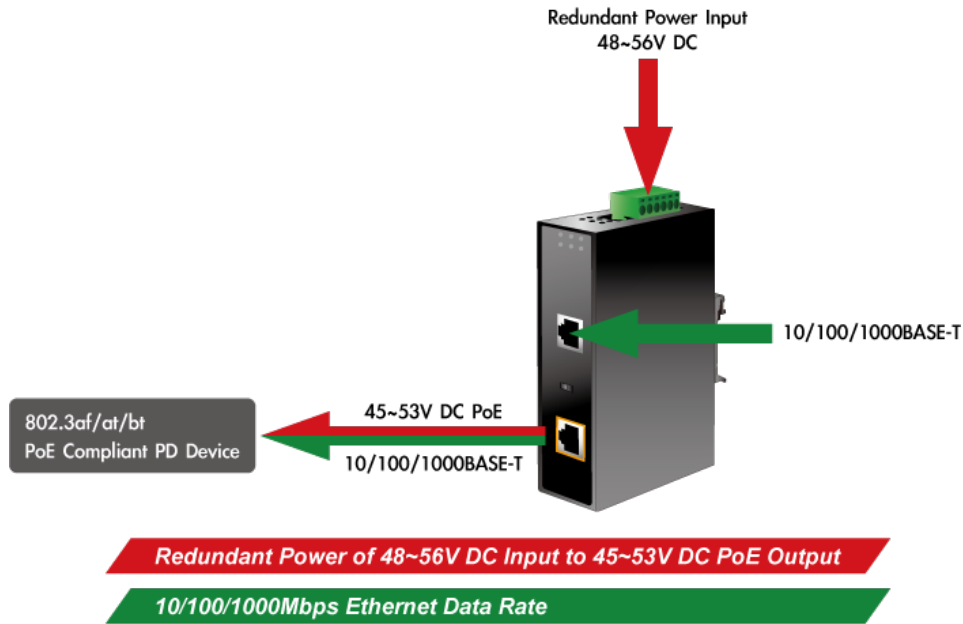 Redundant Power Input
48~56V DC
10/100/1000BASE-T
45~53V DC PoE
802.3af/at/bt
PoE Compliant PD Device
10/100/1000BASE-T
Redundant Power of 48~56V DC Input to 45~53V DC PoE Output
10/100/1000Mbps Ethernet Data Rate